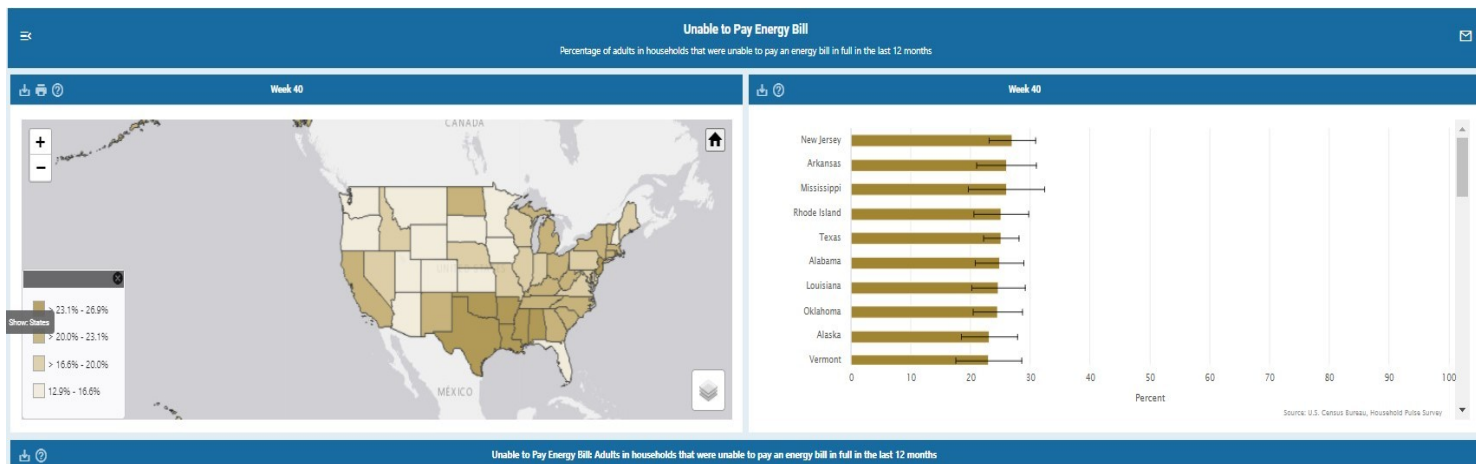 Unable to Pay Energy Bill
Percentage of adults in households that were unable to pay an energy bill in full in the last 12 months
Week 40
CANADA
+
−
MÉXICO
> 23.1% - 26.9%
Show: States
> 20.0% - 23.1%
> 16.6% - 20.0%
12.9% - 16.6%
Week 40
New Jersey
Arkansas
Mississippi
Rhode Island
Texas
Alabama
Louisiana
Oklahoma
Alaska
Vermont
0 10 20 30 40 50 60 70 80 90 100
Percent
Source: U.S. Census Bureau, Household Pulse Survey
Unable to Pay Energy Bill: Adults in households that were unable to pay an energy bill in full in the last 12 months